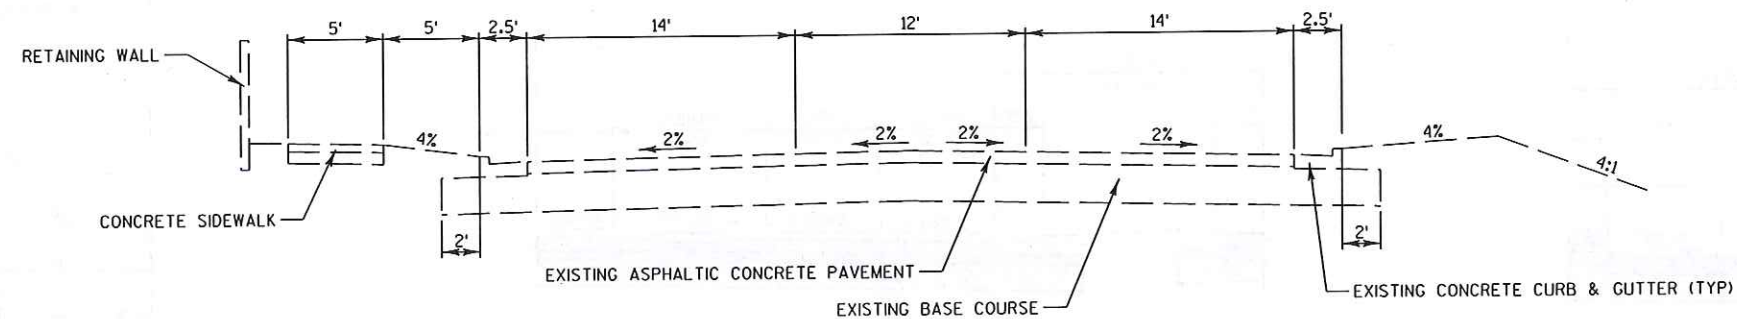 5' 5' 2.5' 14' 12' 14' 2.5'
RETAINING WALL
4% 2% 2% 2% 2% 4%
4:1
CONCRETE SIDEWALK
2' 2'
EXISTING ASPHALTIC CONCRETE PAVEMENT
EXISTING CONCRETE CURB & GUTTER (TYP)
EXISTING BASE COURSE